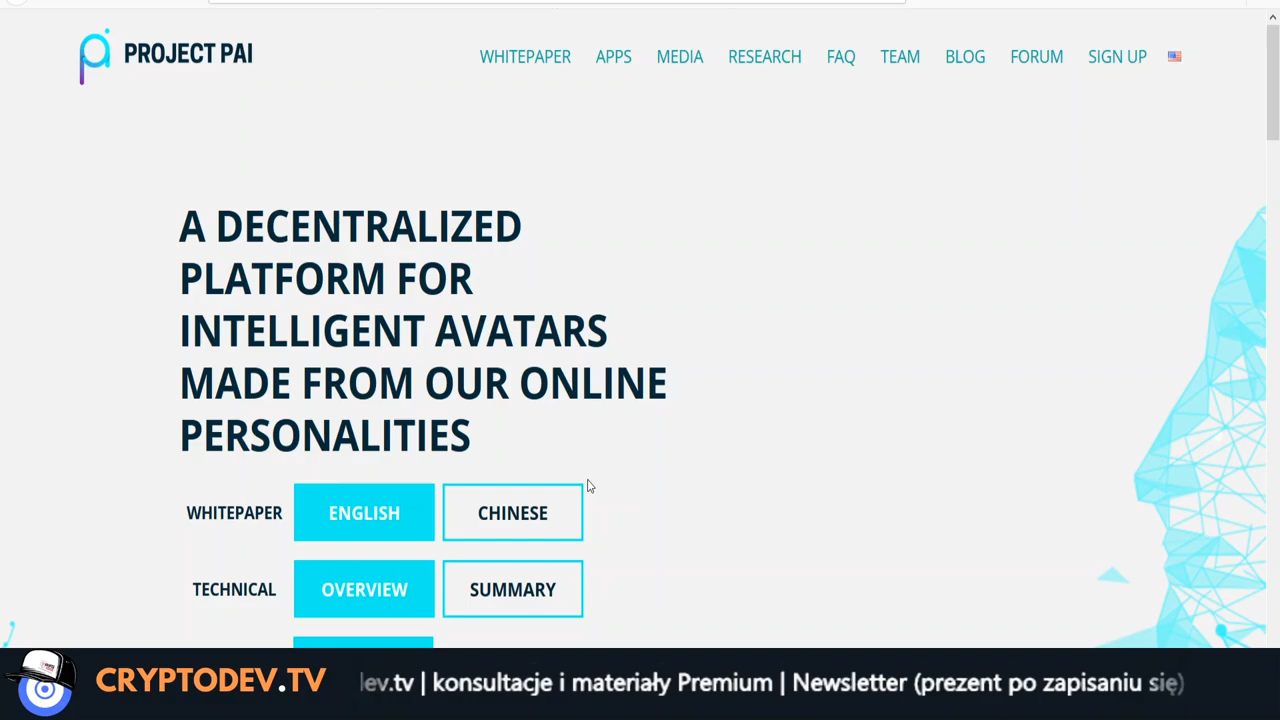 PROJECT PAI
WHITEPAPER APPS MEDIA RESEARCH FAQ TEAM BLOG FORUM SIGN UP
A DECENTRALIZED
PLATFORM FOR
INTELLIGENT AVATARS
MADE FROM OUR ONLINE
PERSONALITIES
WHITEPAPER ENGLISH CHINESE
TECHNICAL OVERVIEW SUMMARY
CRYPTODEV.TV dev.tv | konsultacje i materiały Premium | Newsletter (prezent po zapisaniu się)